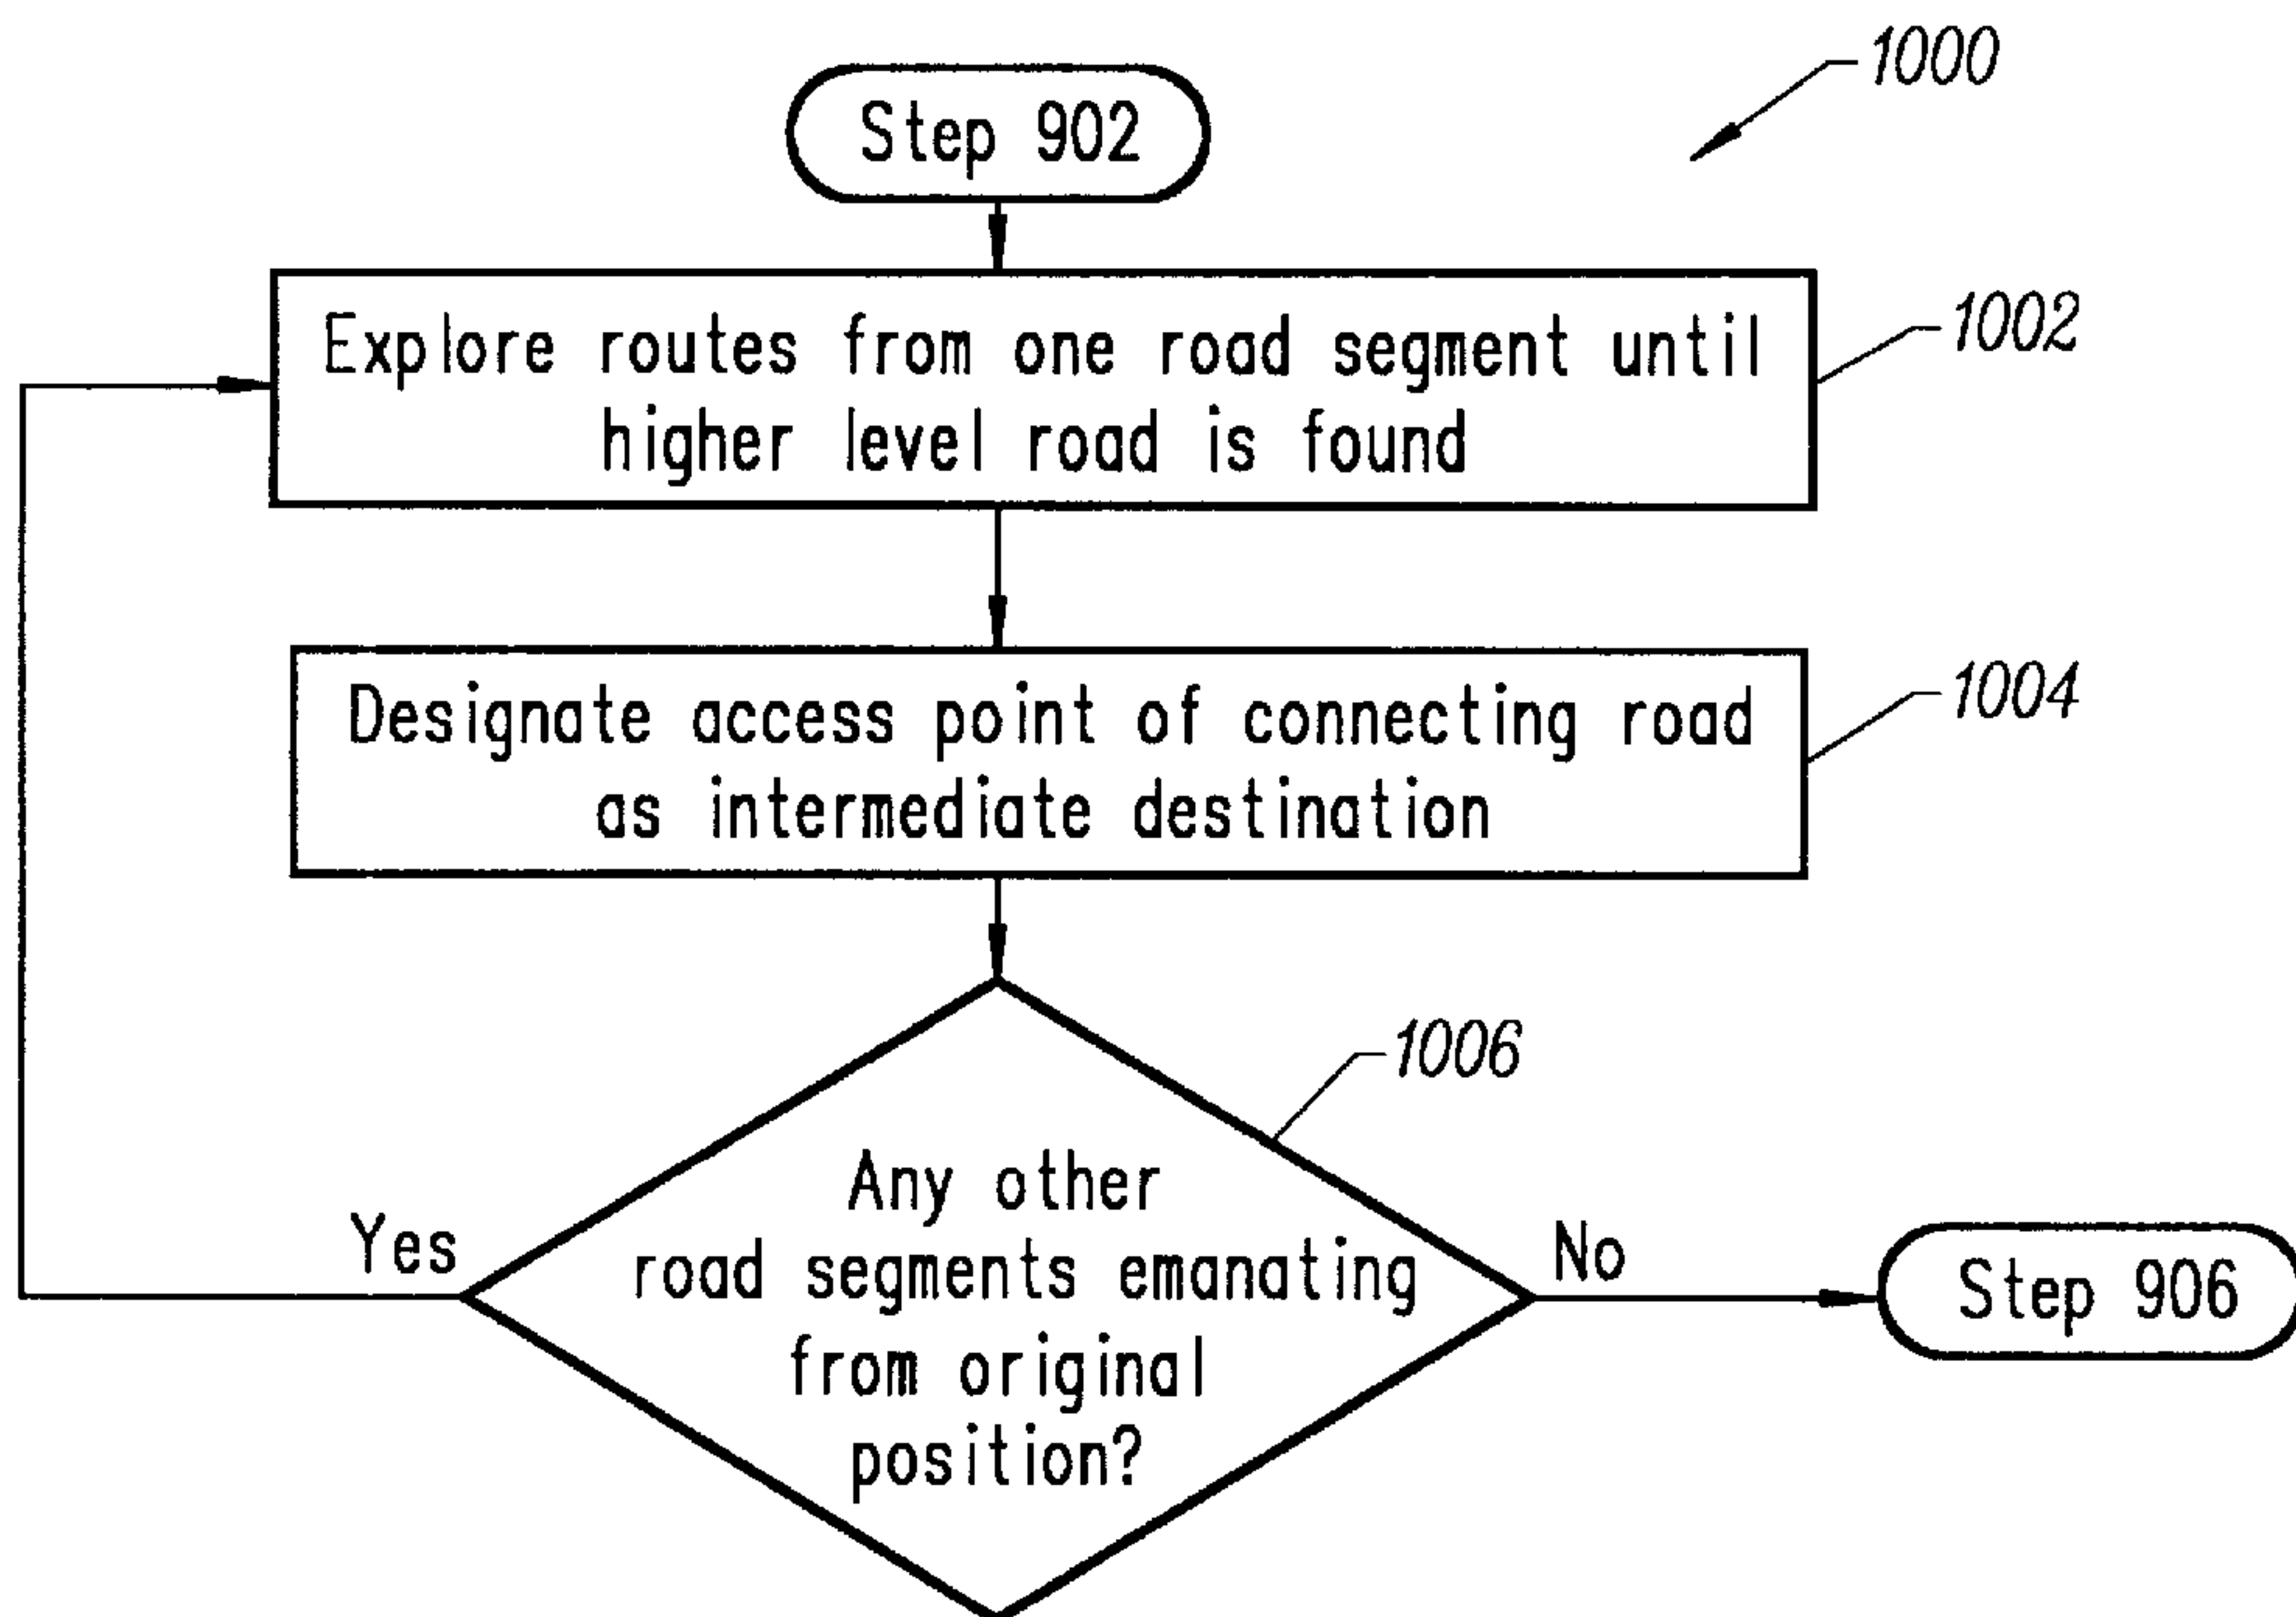 1000
Step 902
Explore routes from one road segment until
higher level road is found
1002
Designate access point of connecting road
as intermediate destination
1004
1006
Any other
road segments emanating
from original
position?
Yes
No
Step 906